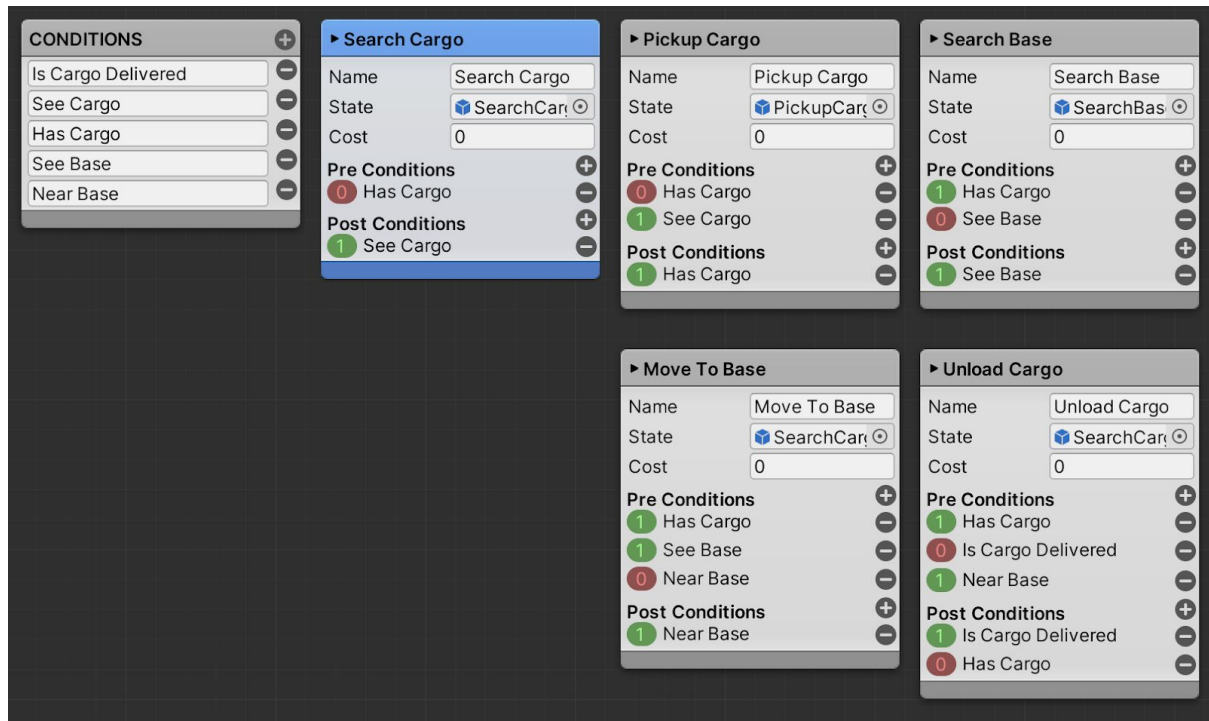 CONDITIONS
Is Cargo Delivered
See Cargo
Has Cargo
See Base
Near Base
Search Cargo
Name Search Cargo
State SearchCar
Cost 0
Pre Conditions
0 Has Cargo
Post Conditions
1 See Cargo
Pickup Cargo
Name Pickup Cargo
State PickupCarg
Cost 0
Pre Conditions
0 Has Cargo
1 See Cargo
Post Conditions
1 Has Cargo
Search Base
Name Search Base
State SearchBas
Cost 0
Pre Conditions
1 Has Cargo
0 See Base
Post Conditions
1 See Base
Move To Base
Name Move To Base
State SearchCar
Cost 0
Pre Conditions
1 Has Cargo
1 See Base
0 Near Base
Post Conditions
1 Near Base
Unload Cargo
Name Unload Cargo
State SearchCarg
Cost 0
Pre Conditions
1 Has Cargo
0 Is Cargo Delivered
1 Near Base
Post Conditions
1 Is Cargo Delivered
0 Has Cargo